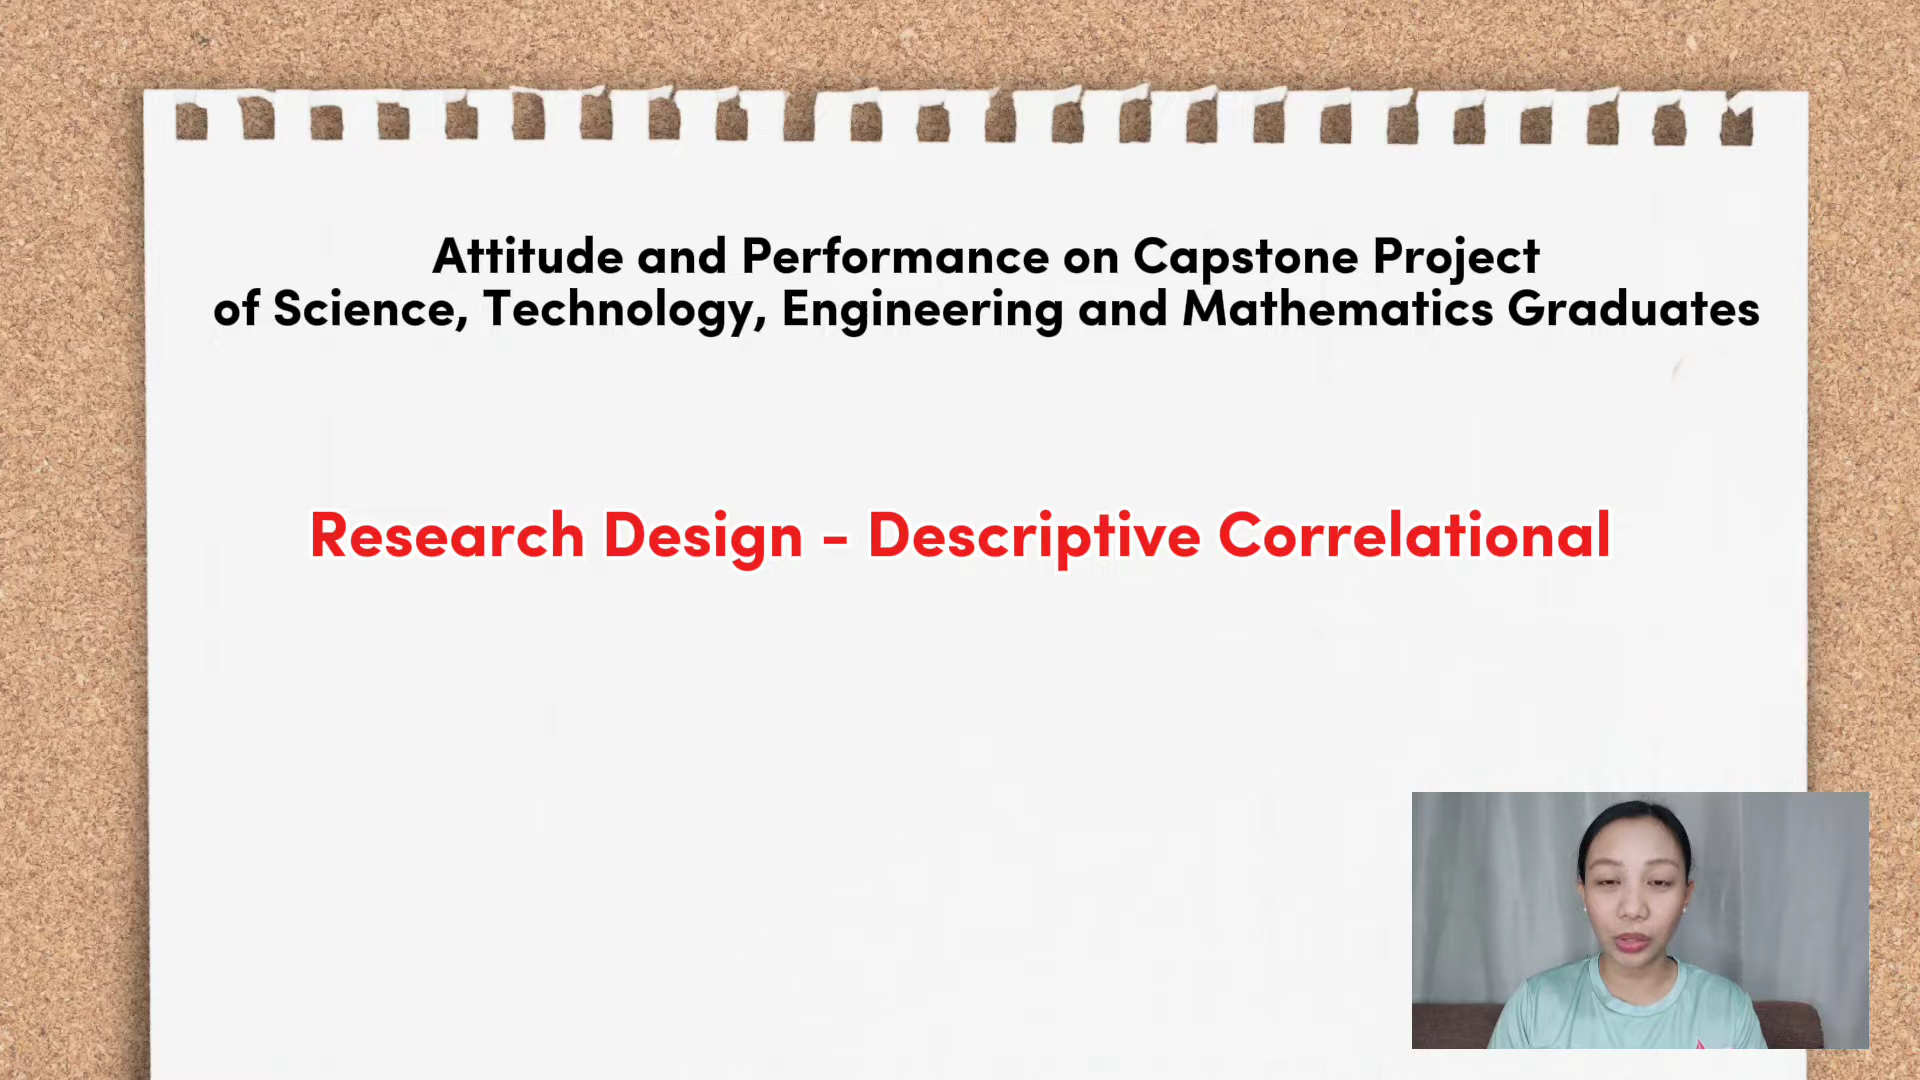 Attitude and Performance on Capstone Project
of Science, Technology, Engineering and Mathematics Graduates
Research Design - Descriptive Correlational